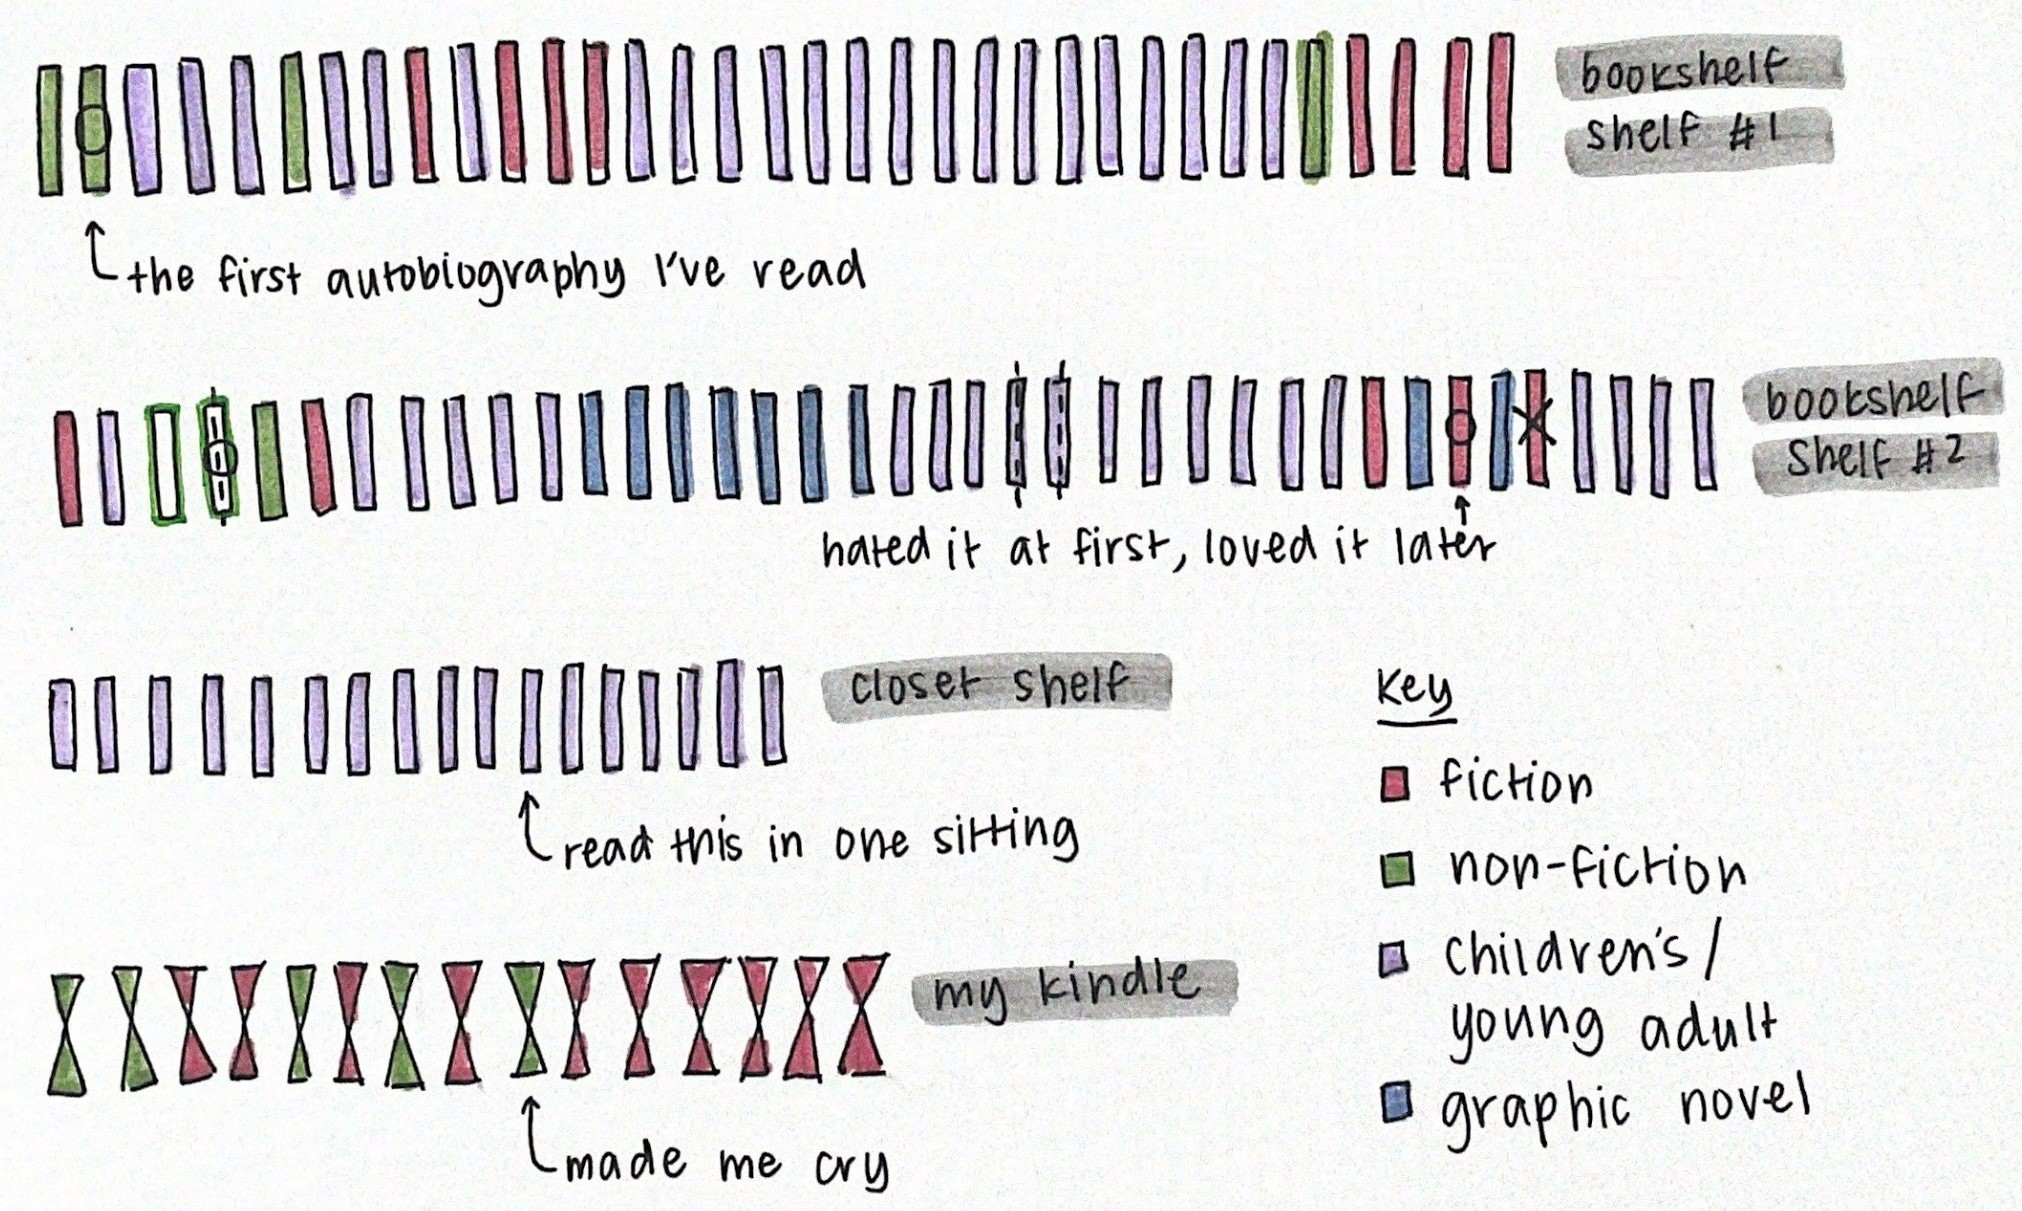 bookshelf
shelf #1
the first autobiography I've read
bookshelf
shelf #2
hated it at first, loved it later
closet shelf
read this in one sitting
my kindle
made me cry
Key
fiction
non-fiction
children's/
young adult
graphic novel